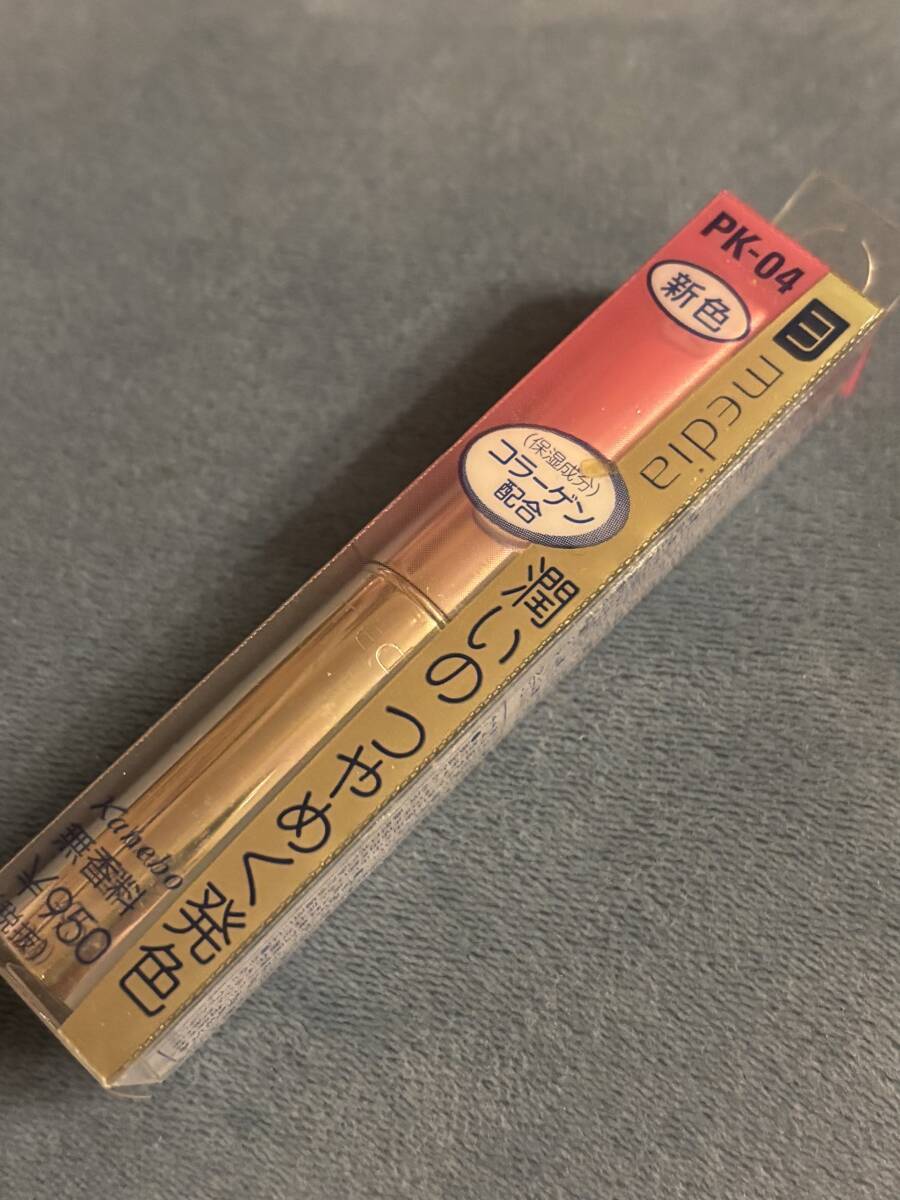 PK-04
新色
media
(保湿成分)
コラーゲン
配合
潤いのつやめく発色
Kanebo
無香料
¥950
(税抜)